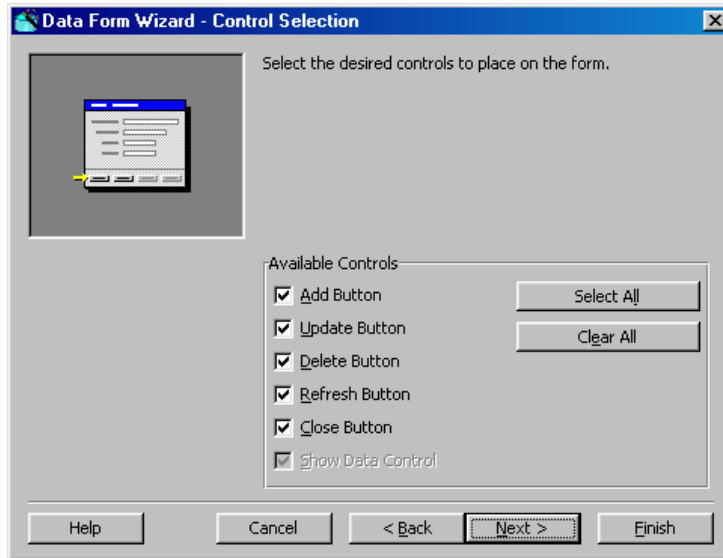 Data Form Wizard - Control Selection
Select the desired controls to place on the form.
Available Controls
Add Button
Select All
Update Button
Clear All
Delete Button
Refresh Button
Close Button
Show Data Control
Help
Cancel
< Back
Next >
Finish